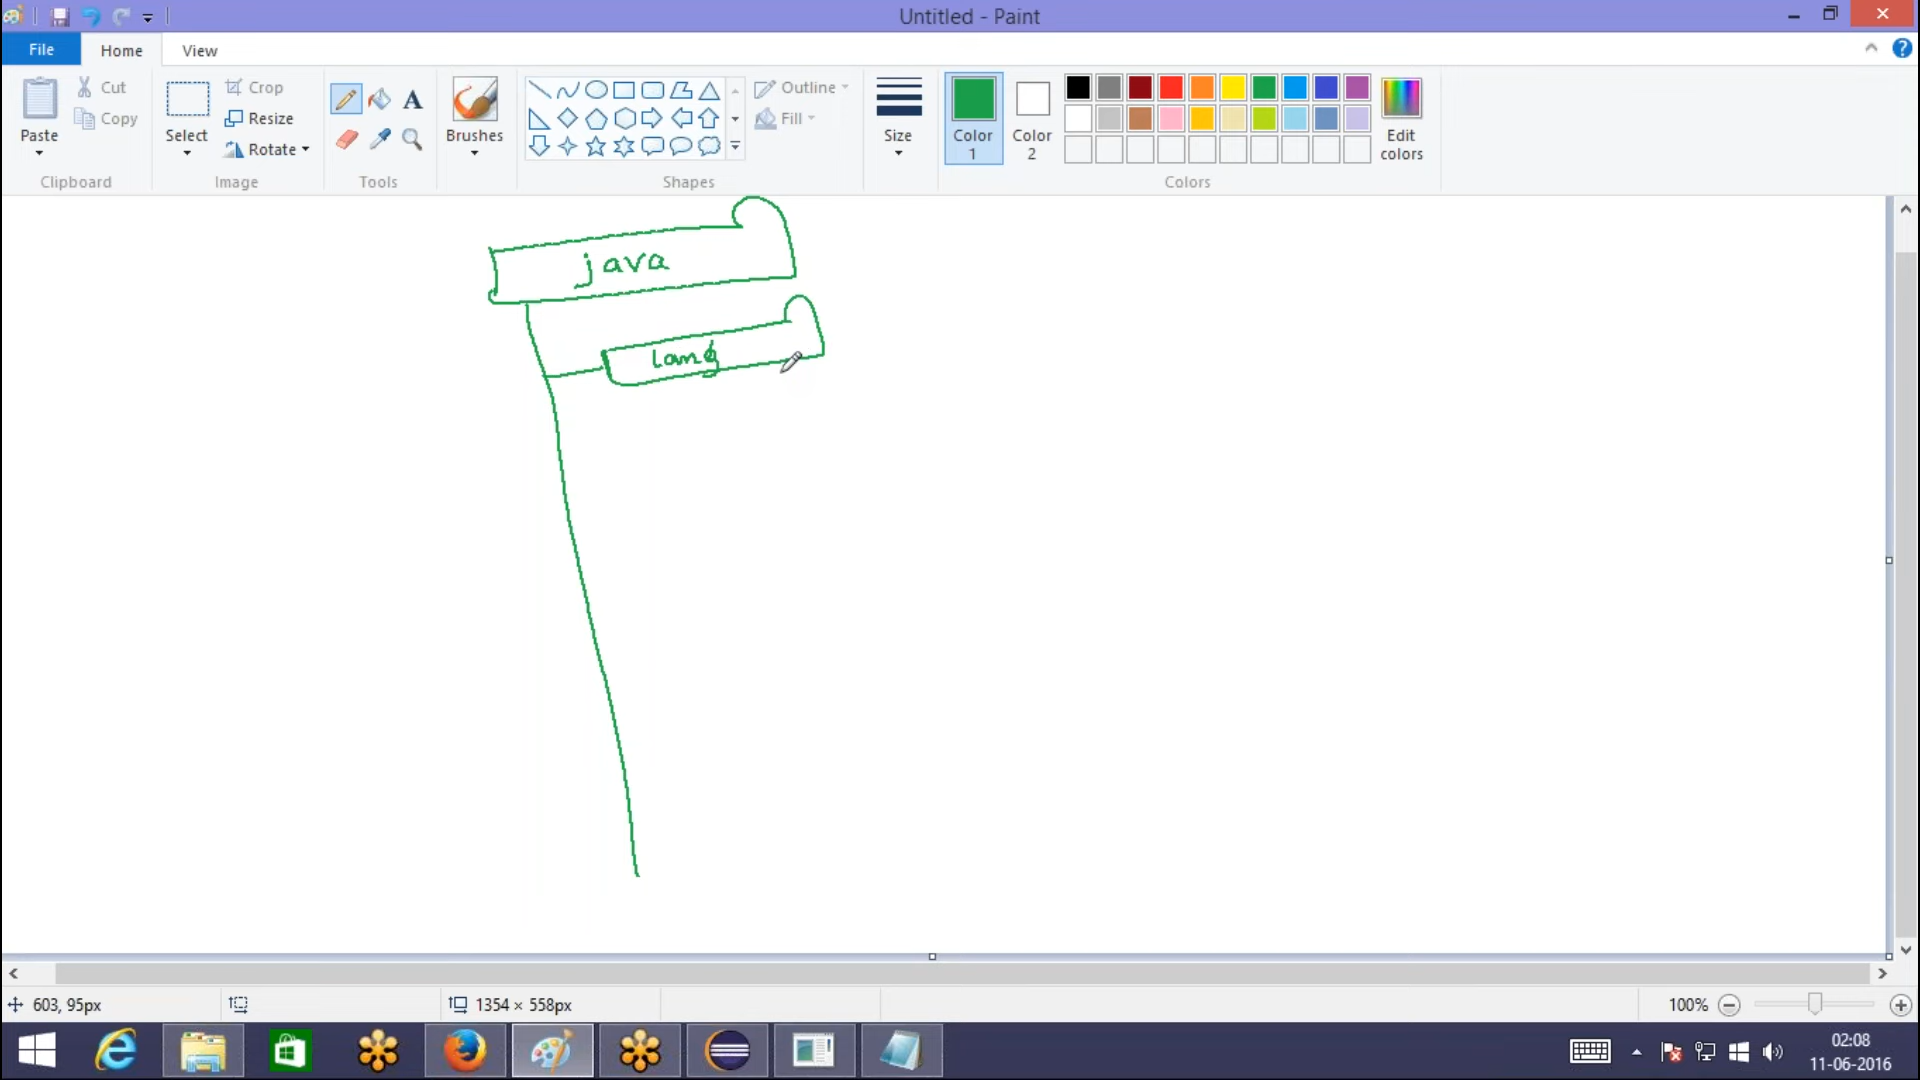 Untitled - Paint
File Home View
Paste
Cut
Copy
Clipboard
Select
Crop
Resize
Rotate
Image
A
Tools
Brushes
Shapes
Outline
Fill
Size
Color 1
Color 2
Edit colors
Colors
java
lang
603, 95px
1354 × 558px
100%
02:08
11-06-2016